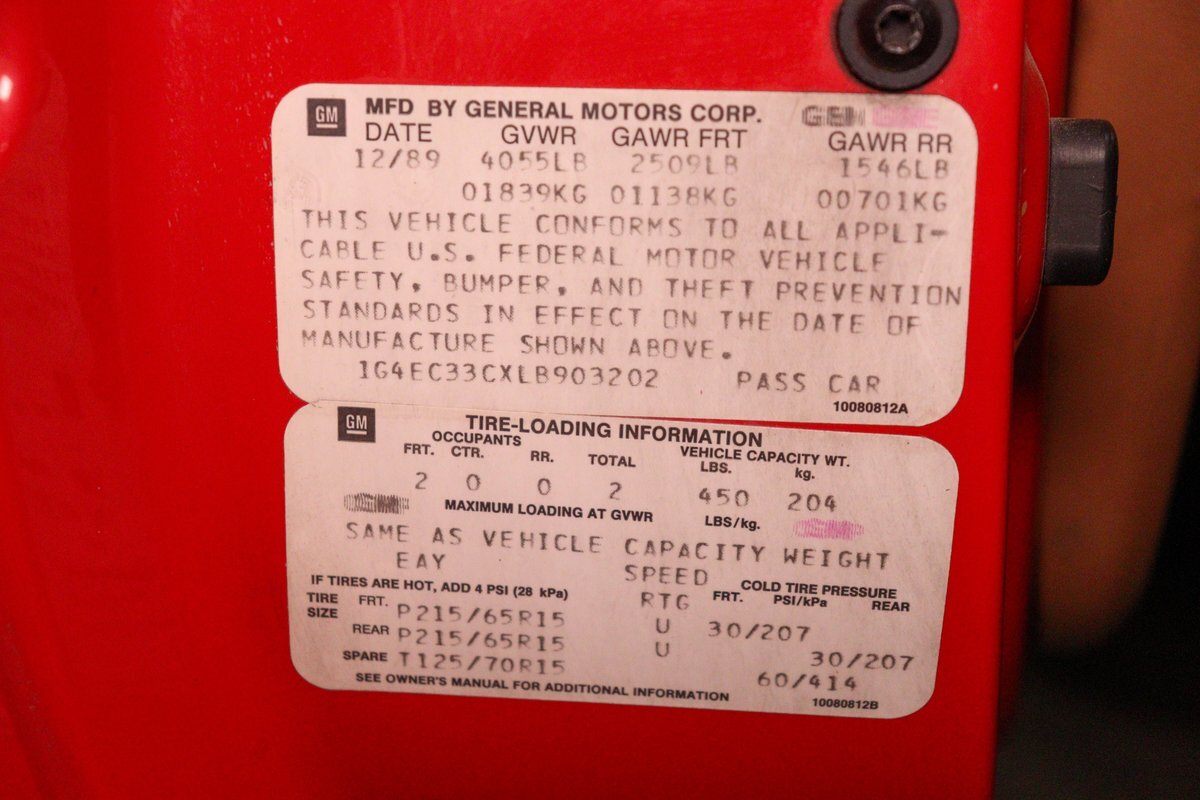 GM MFD BY GENERAL MOTORS CORP.
DATE GVWR GAWR FRT GAWR RR
12/89 4055LB 2509LB 1546LB
01839KG 01138KG 00701KG
THIS VEHICLE CONFORMS TO ALL APPLI-
CABLE U.S. FEDERAL MOTOR VEHICLE
SAFETY, BUMPER, AND THEFT PREVENTION
STANDARDS IN EFFECT ON THE DATE OF
MANUFACTURE SHOWN ABOVE.
1G4EC33CXLB903202 PASS CAR
10080812A
GM TIRE-LOADING INFORMATION
OCCUPANTS VEHICLE CAPACITY WT.
FRT. CTR. RR. TOTAL LBS. kg.
2 0 0 2 450 204
MAXIMUM LOADING AT GVWR LBS/kg.
SAME AS VEHICLE CAPACITY WEIGHT
EAY SPEED COLD TIRE PRESSURE
IF TIRES ARE HOT, ADD 4 PSI (28 kPa) RTG FRT. PSI/kPa REAR
TIRE SIZE FRT. P215/65R15 U 30/207
REAR P215/65R15 U 30/207
SPARE T125/70R15 60/414
SEE OWNER'S MANUAL FOR ADDITIONAL INFORMATION 10080812B